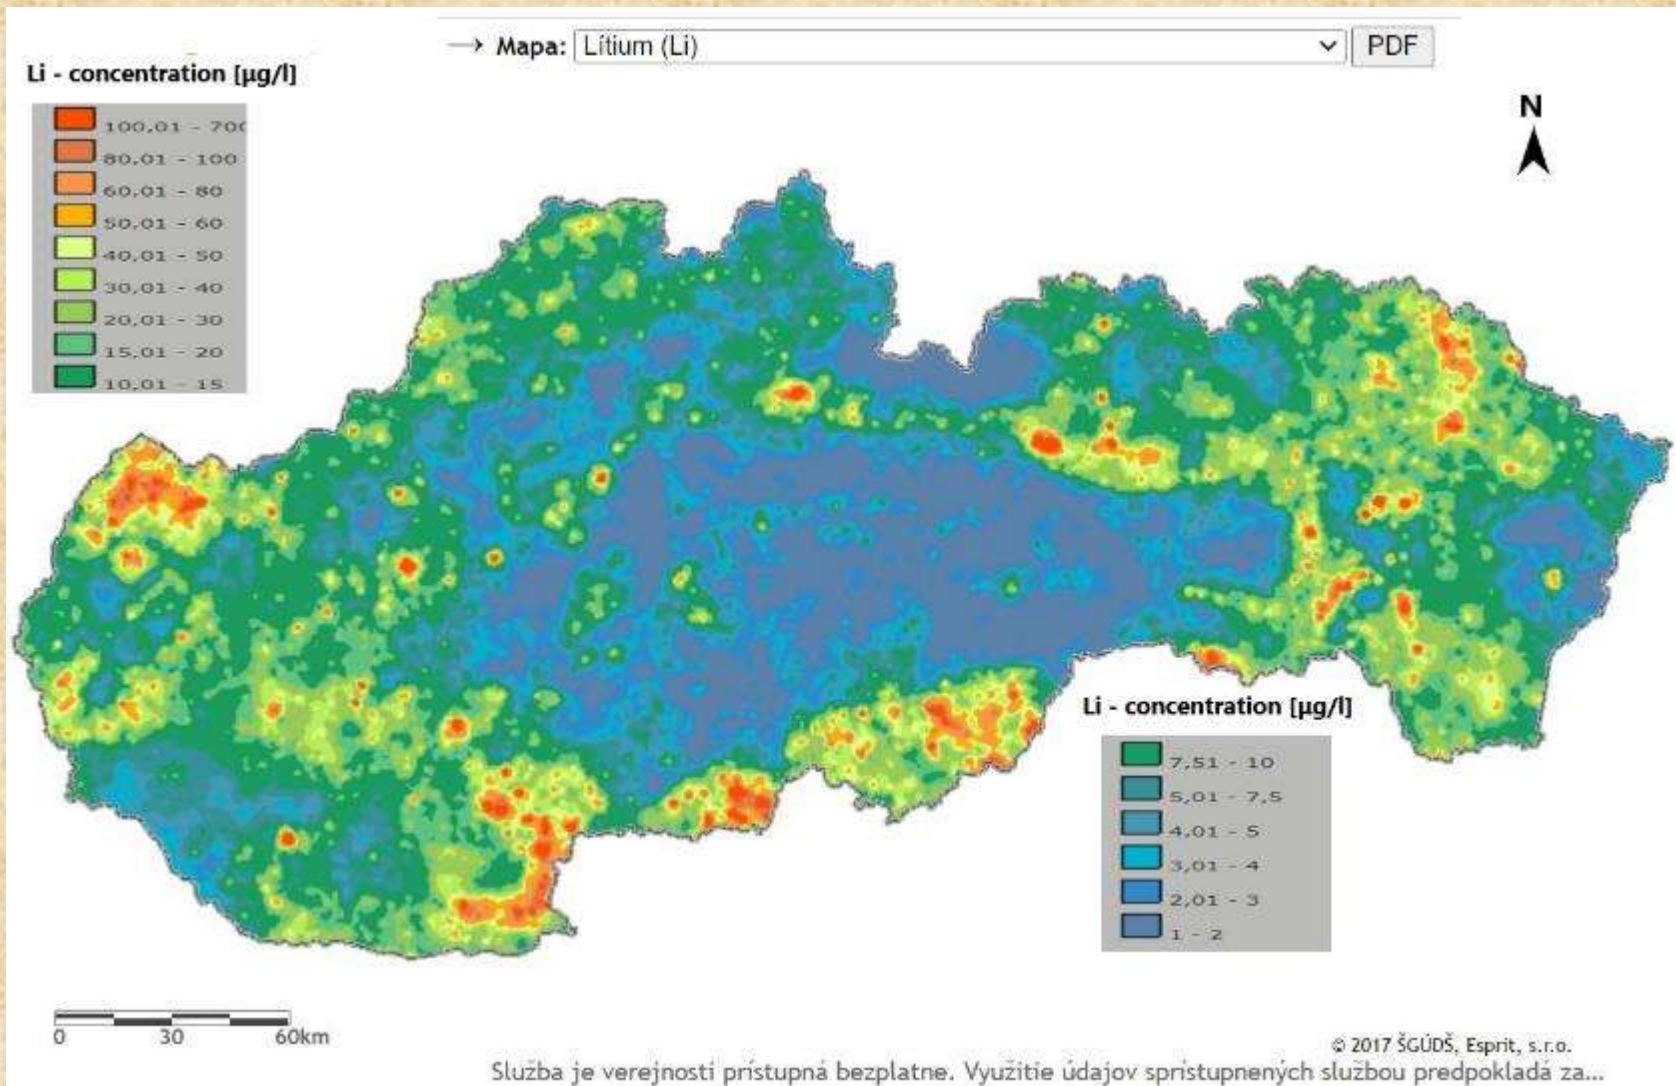 → Mapa: Lítium (Li) PDF
Li - concentration [µg/l]
100,01 - 700
80,01 - 100
60,01 - 80
50,01 - 60
40,01 - 50
30,01 - 40
20,01 - 30
15,01 - 20
10,01 - 15
N
Li - concentration [µg/l]
7,51 - 10
5,01 - 7,5
4,01 - 5
3,01 - 4
2,01 - 3
1 - 2
0 30 60km
© 2017 ŠGÚDŠ, Esprit, s.r.o.
Služba je verejnosti prístupná bezplatne. Využitie údajov sprístupnených službou predpokladá za...